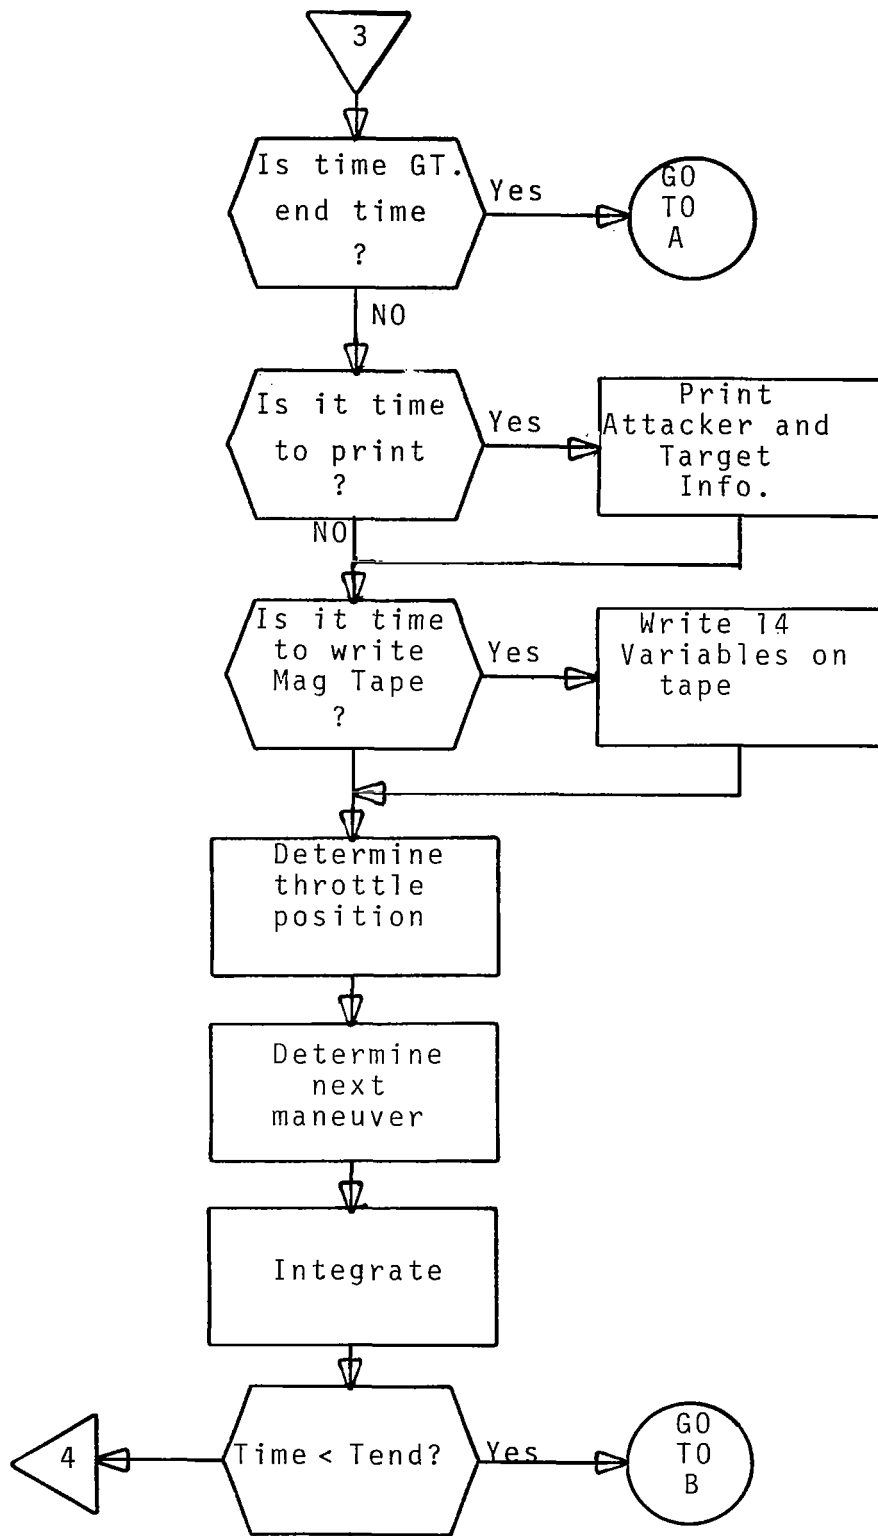 3
Is time GT.
end time
?
Yes
GO
TO
A
NO
Is it time
to print
?
Yes
Print
Attacker and
Target
Info.
NO
Is it time
to write
Mag Tape
?
Yes
Write 14
Variables on
tape
Determine
throttle
position
Determine
next
maneuver
Integrate
4
Time < Tend?
Yes
GO
TO
B